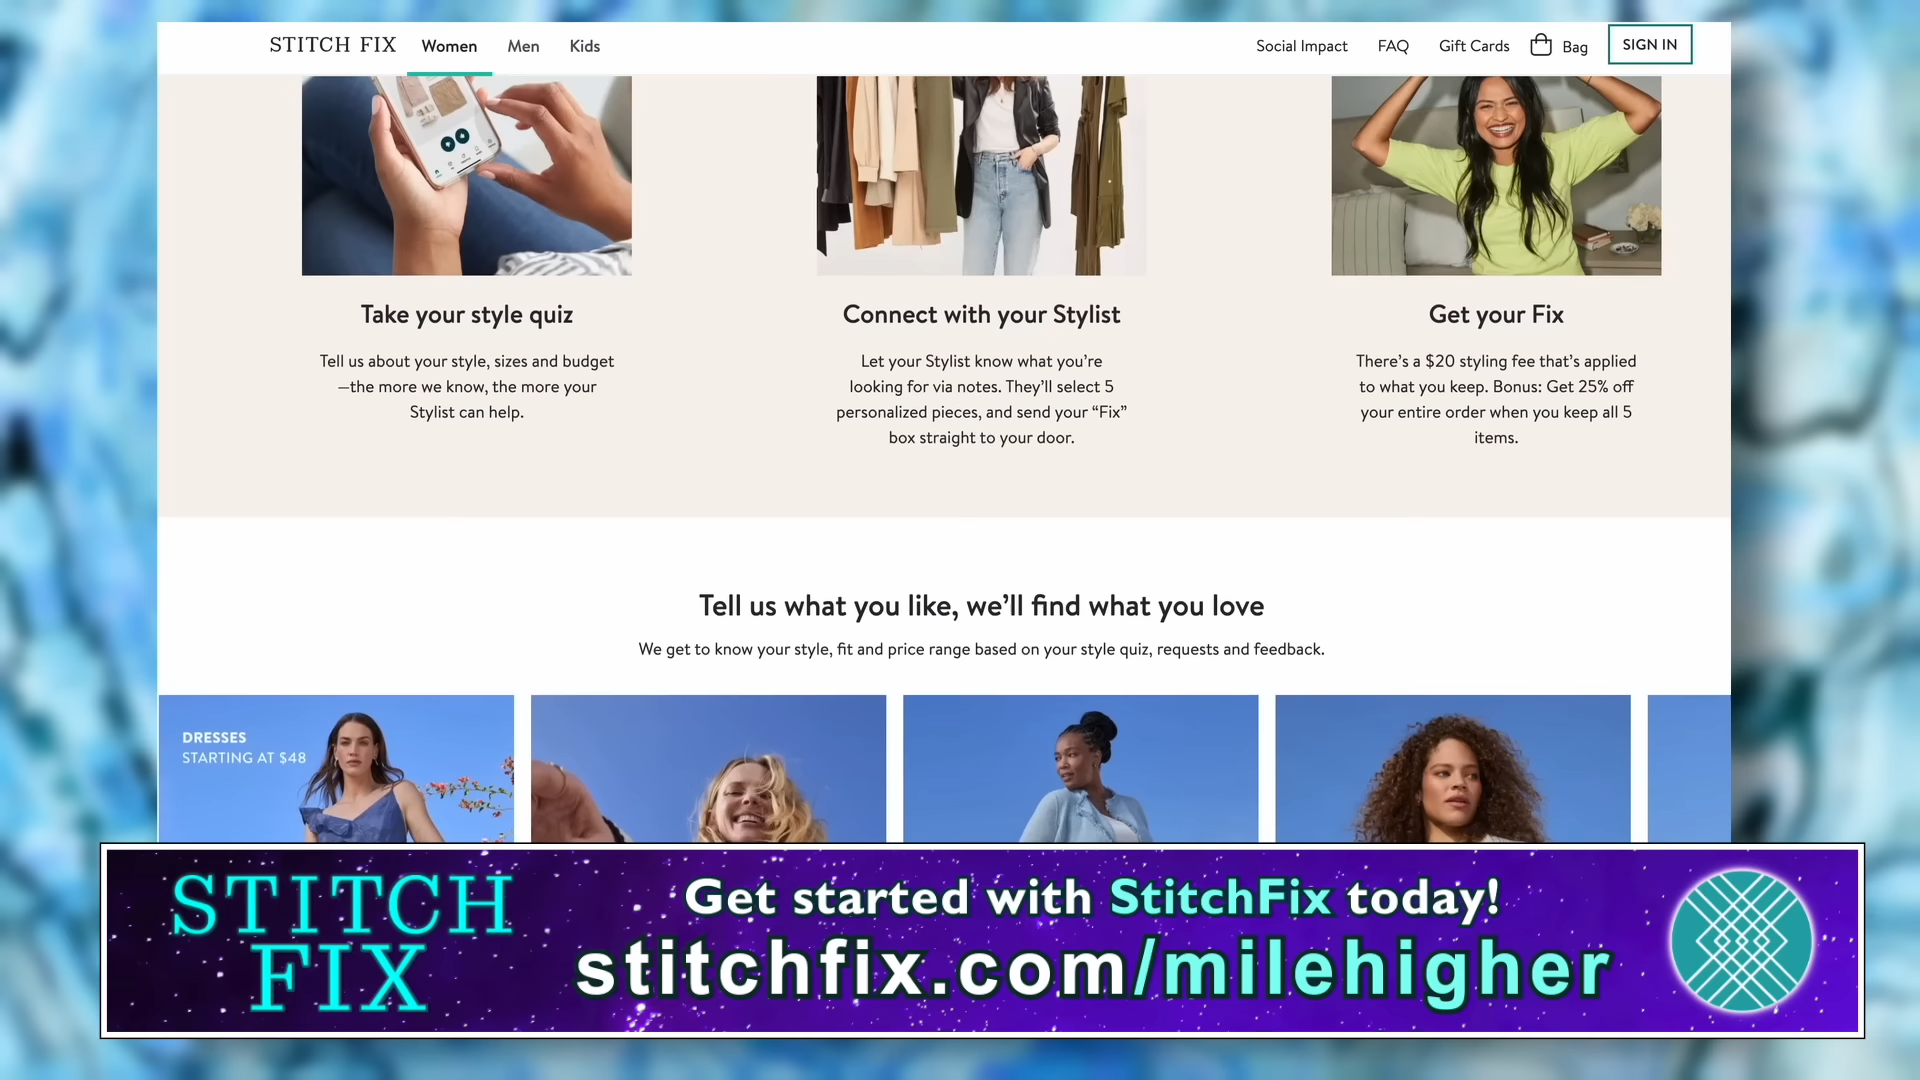 STITCH FIX Women Men Kids Social Impact FAQ Gift Cards Bag SIGN IN
Take your style quiz
Tell us about your style, sizes and budget
—the more we know, the more your
Stylist can help.
Connect with your Stylist
Let your Stylist know what you’re
looking for via notes. They’ll select 5
personalized pieces, and send your “Fix”
box straight to your door.
Get your Fix
There’s a $20 styling fee that’s applied
to what you keep. Bonus: Get 25% off
your entire order when you keep all 5
items.
Tell us what you like, we’ll find what you love
We get to know your style, fit and price range based on your style quiz, requests and feedback.
DRESSES
STARTING AT $48
STITCH
FIX
Get started with StitchFix today!
stitchfix.com/milehigher